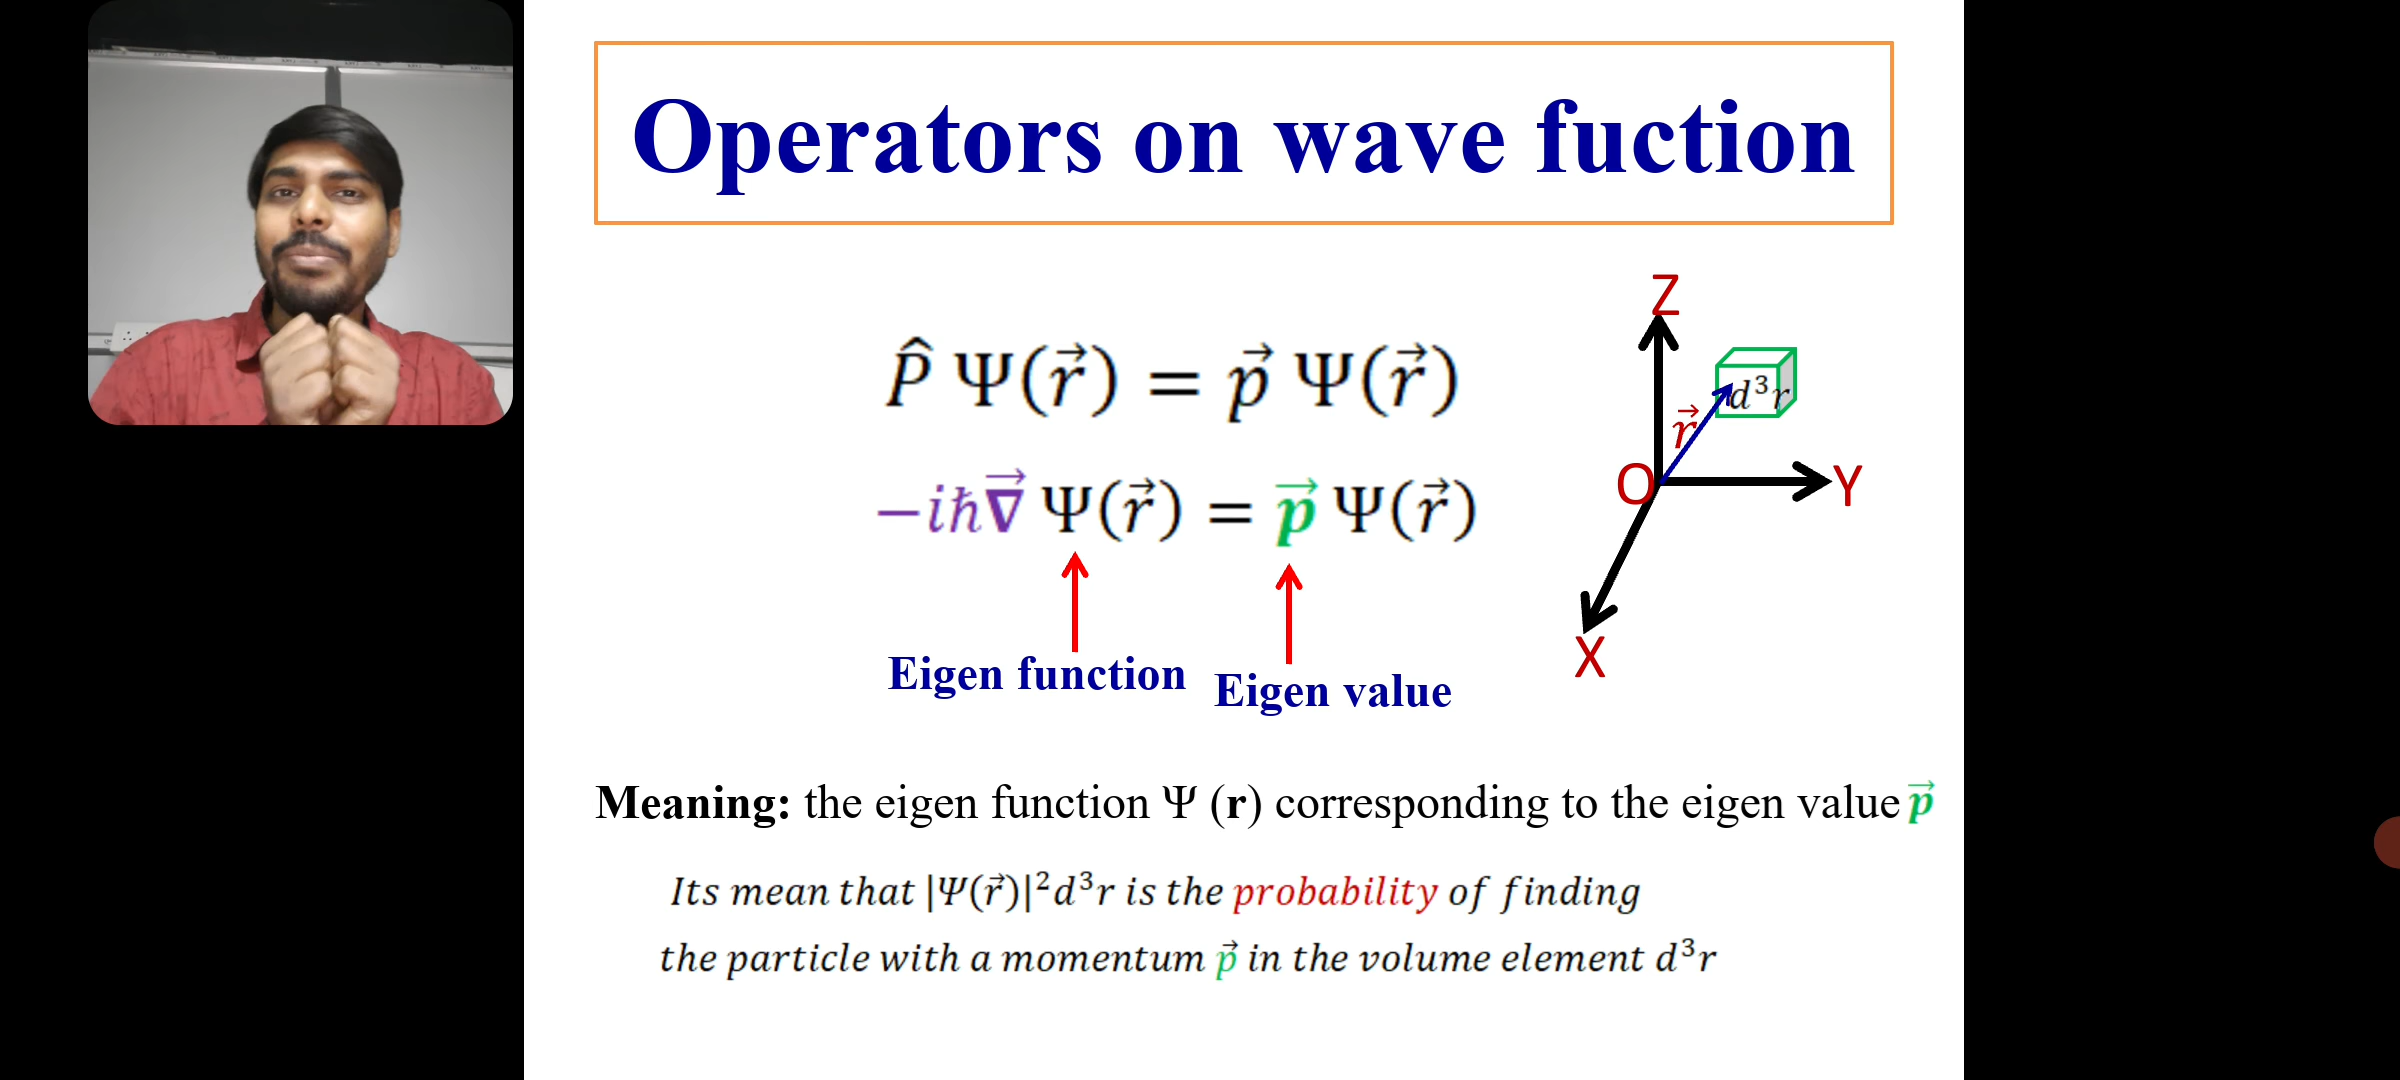 Operators on wave fuction
P̂ Ψ(r⃗) = p⃗ Ψ(r⃗)
−iħ∇⃗ Ψ(r⃗) = p⃗ Ψ(r⃗)
Eigen function
Eigen value
Z
d³r
r⃗
O
Y
X
Meaning: the eigen function Ψ (r) corresponding to the eigen value p⃗
Its mean that |Ψ(r⃗)|²d³r is the probability of finding
the particle with a momentum p⃗ in the volume element d³r